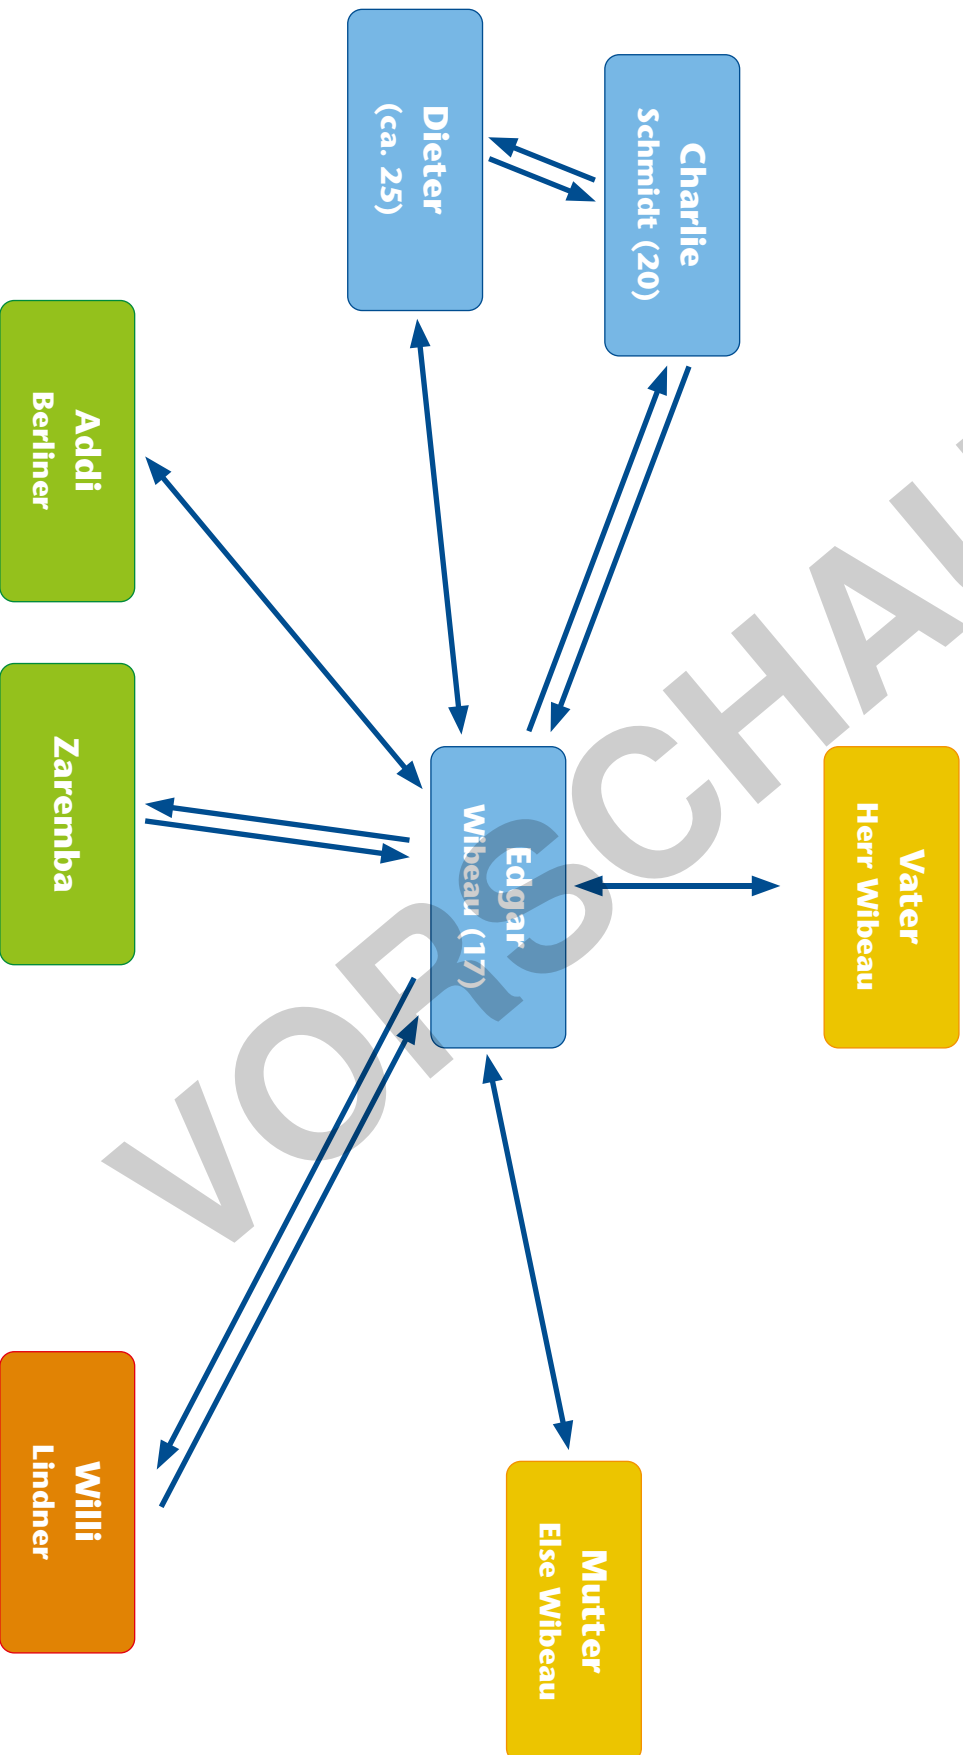 Vater
Herr Wibeau
Charlie
Schmidt (20)
Mutter
Else Wibeau
Edgar
Wibeau (17)
Dieter
(ca. 25)
Addi
Berliner
Zaremba
Willi
Lindner